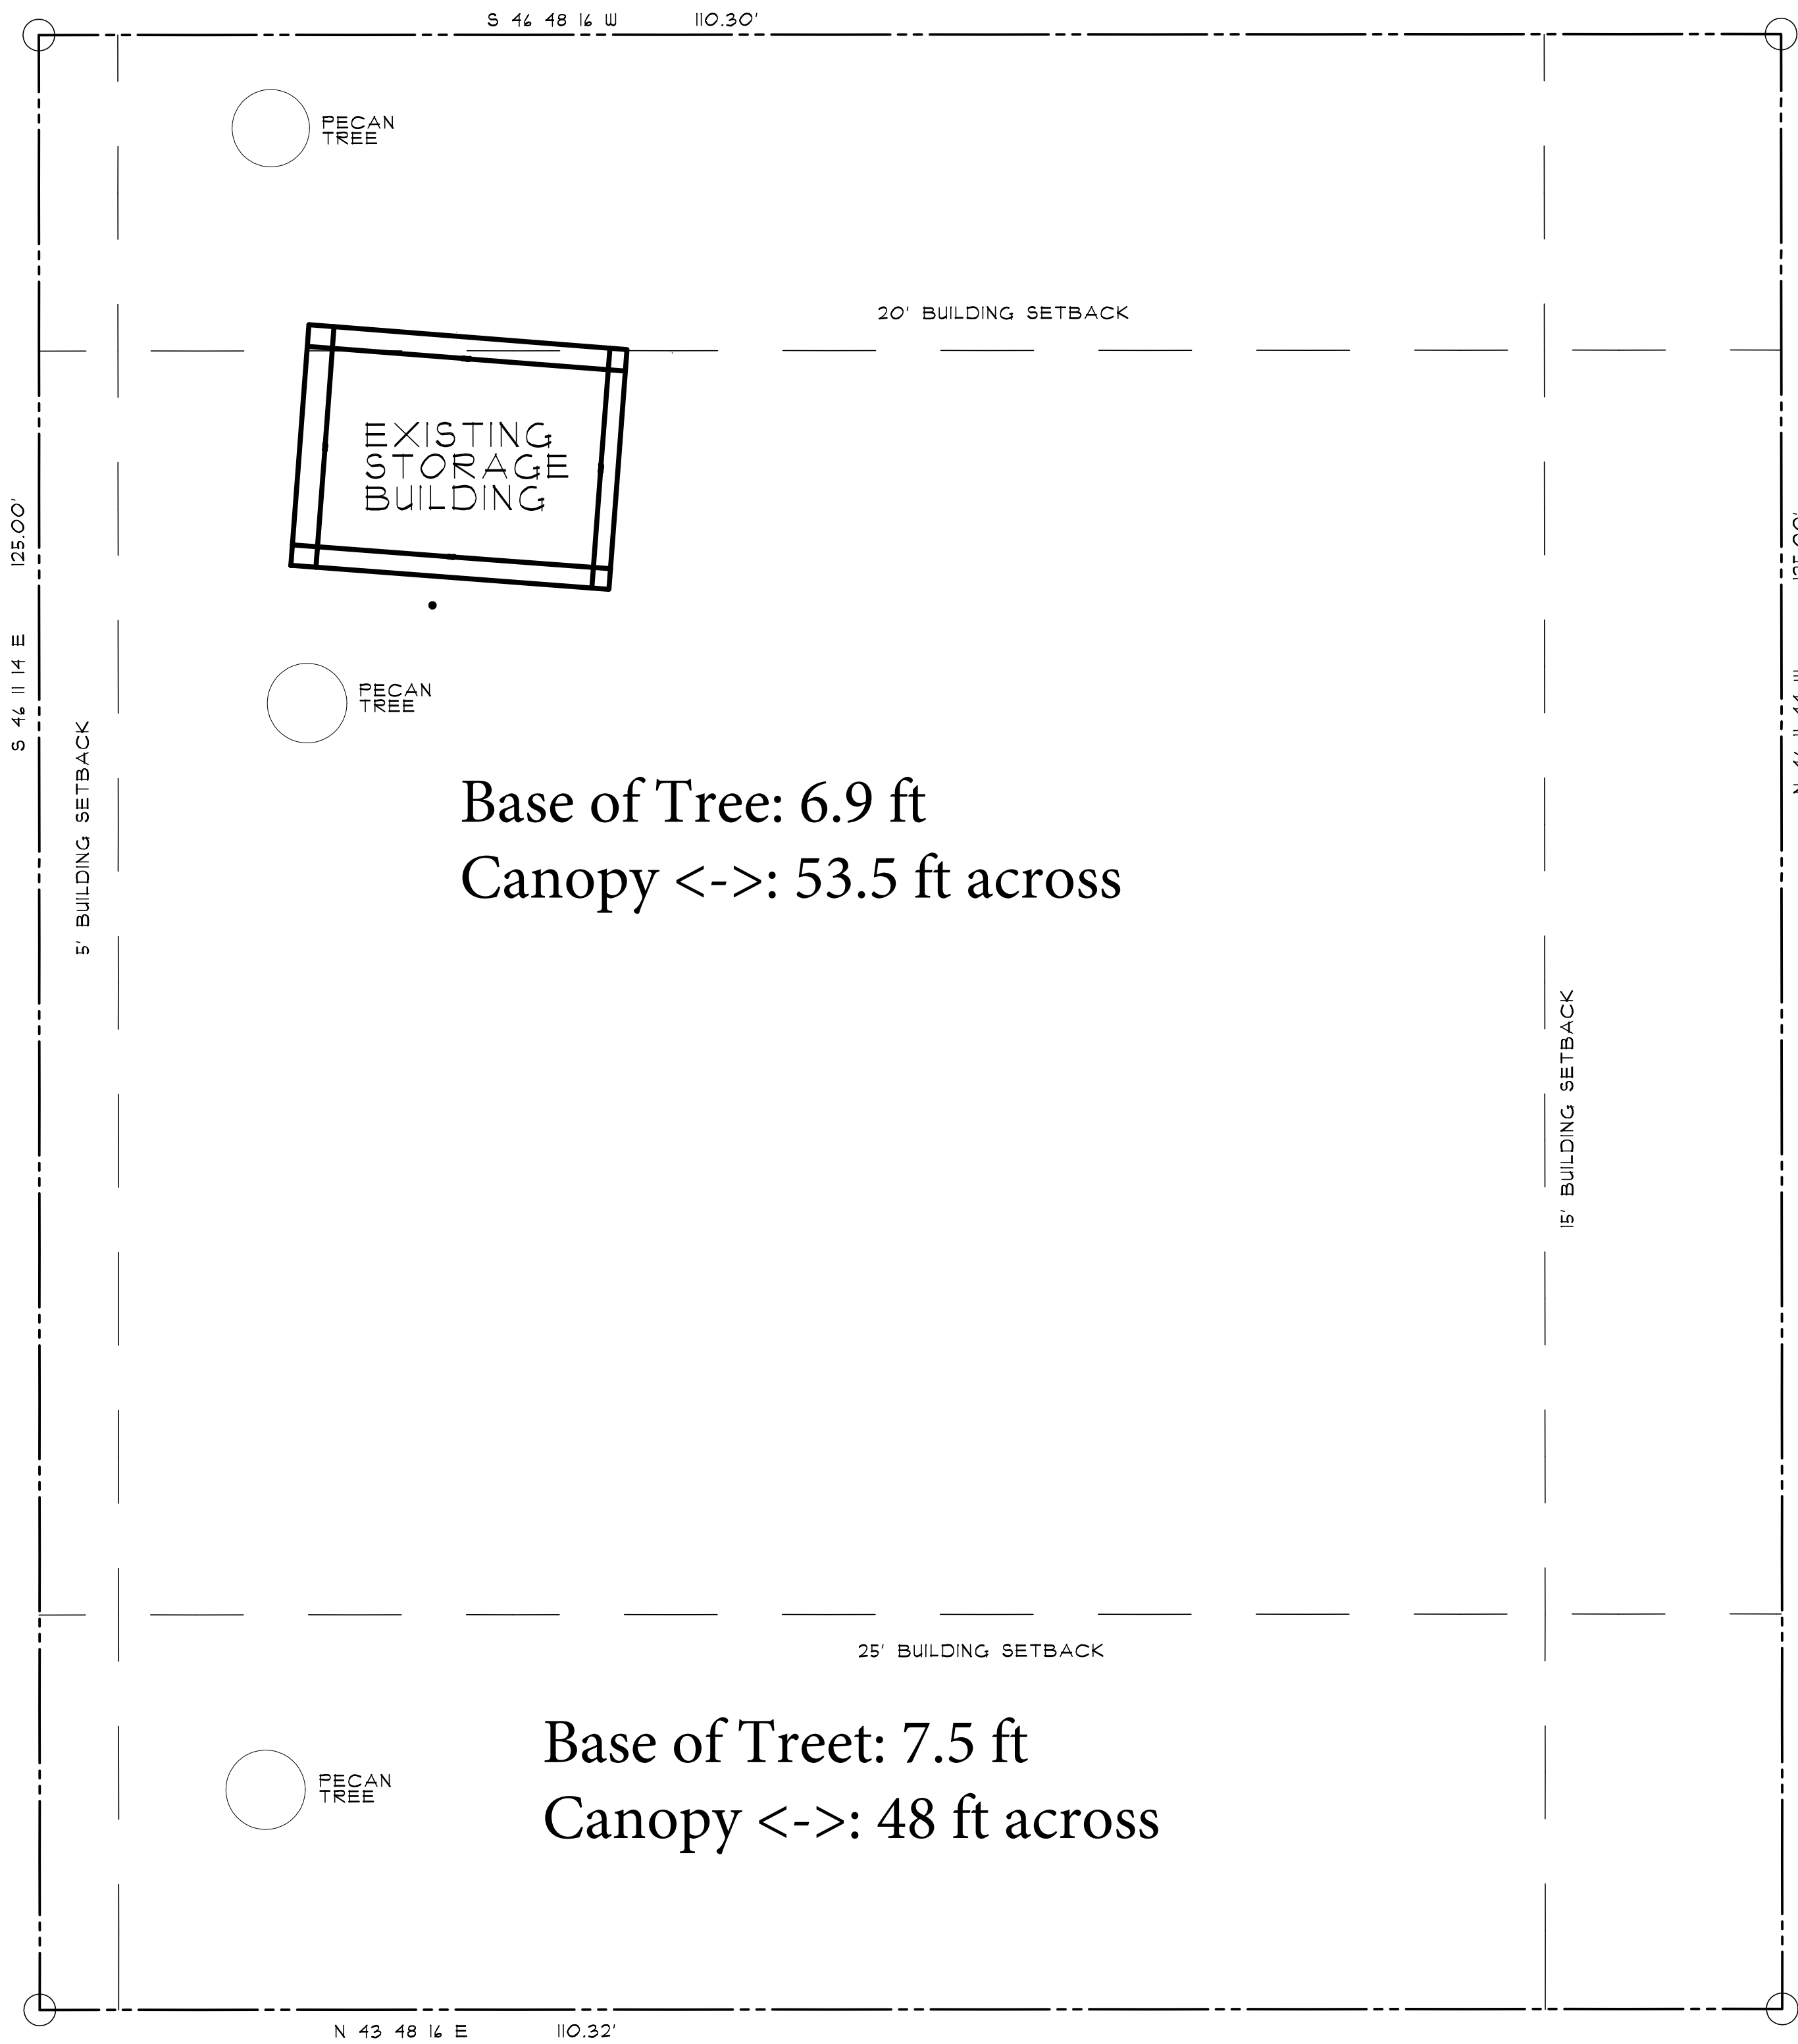 S 46 48 16 W 110.30'
PECAN
TREE
20' BUILDING SETBACK
EXISTING
STORAGE
BUILDING
S 46 11 14 E 125.00'
PECAN
TREE
5' BUILDING SETBACK
Base of Tree: 6.9 ft
Canopy <->: 53.5 ft across
15' BUILDING SETBACK
25' BUILDING SETBACK
Base of Treet: 7.5 ft
Canopy <->: 48 ft across
PECAN
TREE
N 43 48 16 E 110.32'